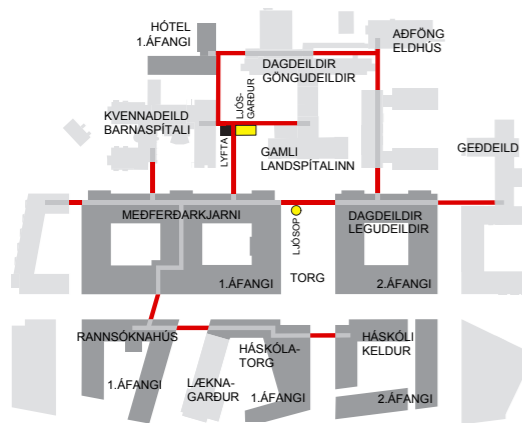 HÓTEL
1.ÁFANGI
AÐFÖNG
ELDHÚS
DAGDEILDIR
GÖNGUDEILDIR
LJÓS-
GARÐUR
KVENNADEILD
BARNASPÍTALI
LYFTA
GAMLI
LANDSPÍTALINN
GEÐDEILD
MEÐFERÐARKJARNI
LJÓSOP
DAGDEILDIR
LEGUDEILDIR
1.ÁFANGI
TORG
2.ÁFANGI
RANNSÓKNAHÚS
HÁSKÓLA-
TORG
HÁSKÓLI
KELDUR
1.ÁFANGI
LÆKNA-
GARÐUR
1.ÁFANGI
2.ÁFANGI